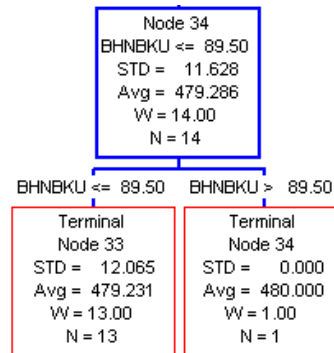 Node 34
BHNBKU <= 89.50
STD = 11.628
Avg = 479.286
W = 14.00
N = 14
BHNBKU <= 89.50 BHNBKU > 89.50
Terminal
Node 33
STD = 12.065
Avg = 479.231
W = 13.00
N = 13
Terminal
Node 34
STD = 0.000
Avg = 480.000
W = 1.00
N = 1